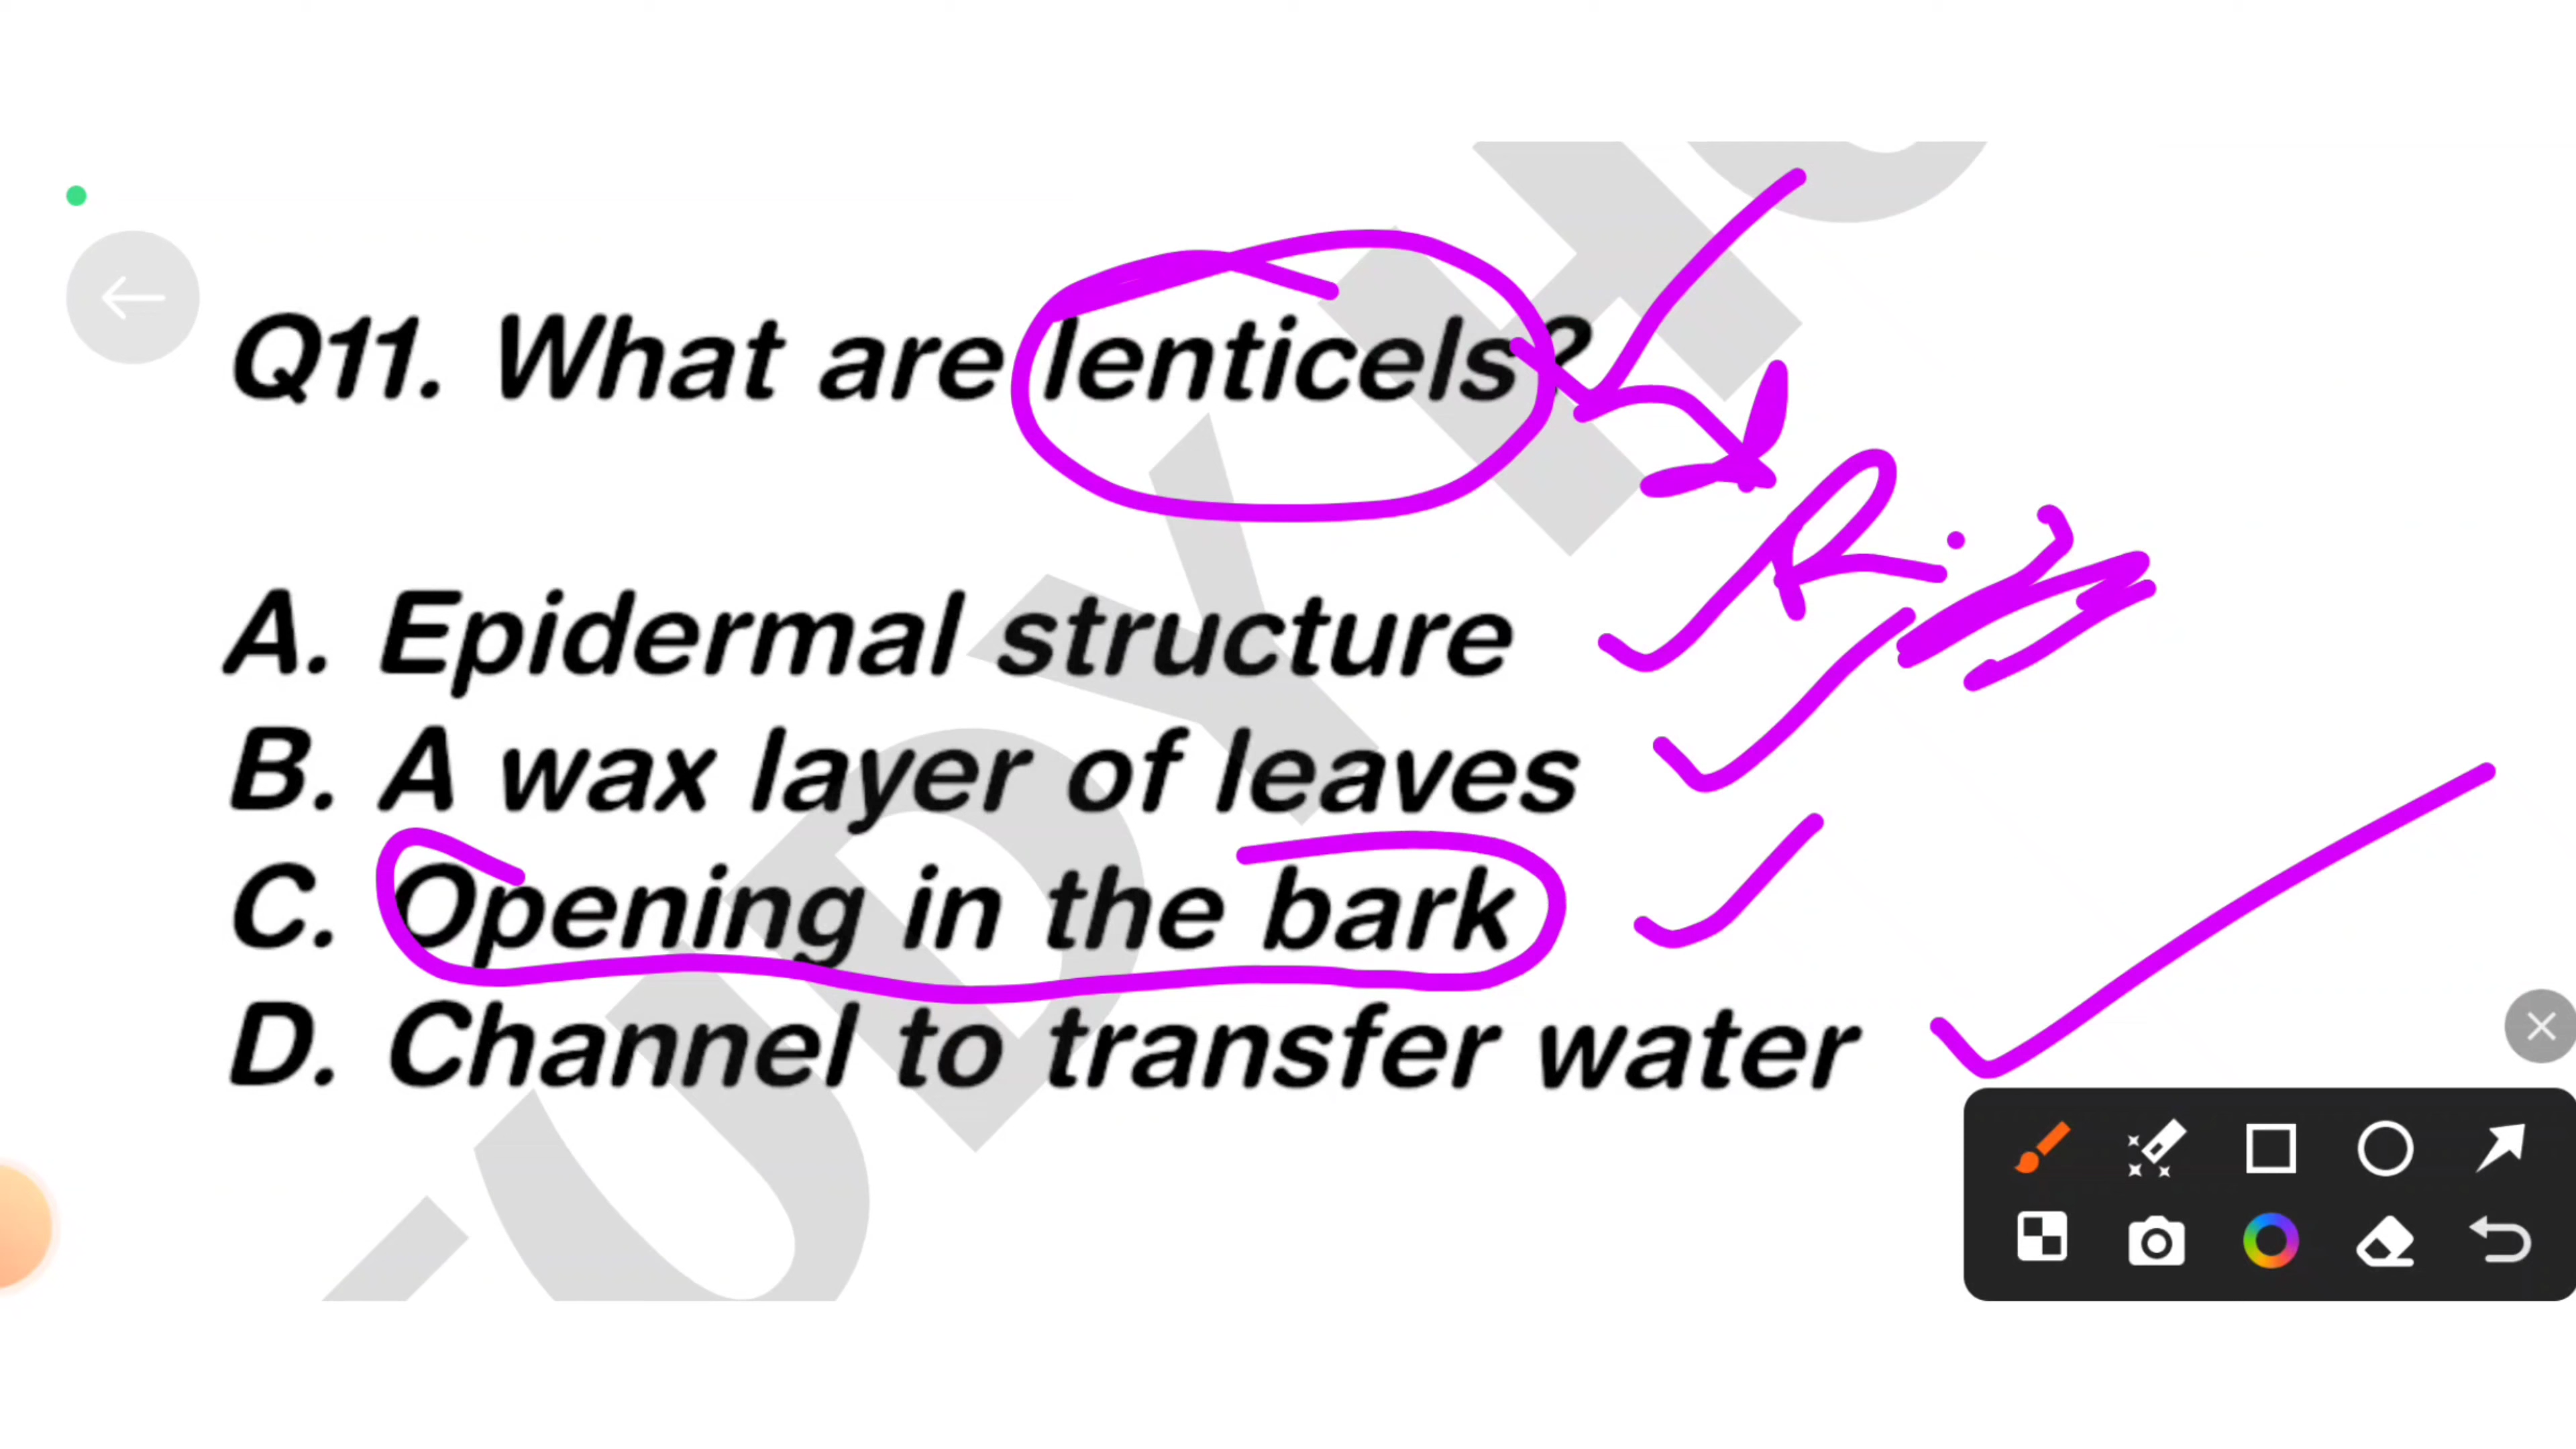 Q11. What are lenticels?
A. Epidermal structure
B. A wax layer of leaves
C. Opening in the bark
D. Channel to transfer water